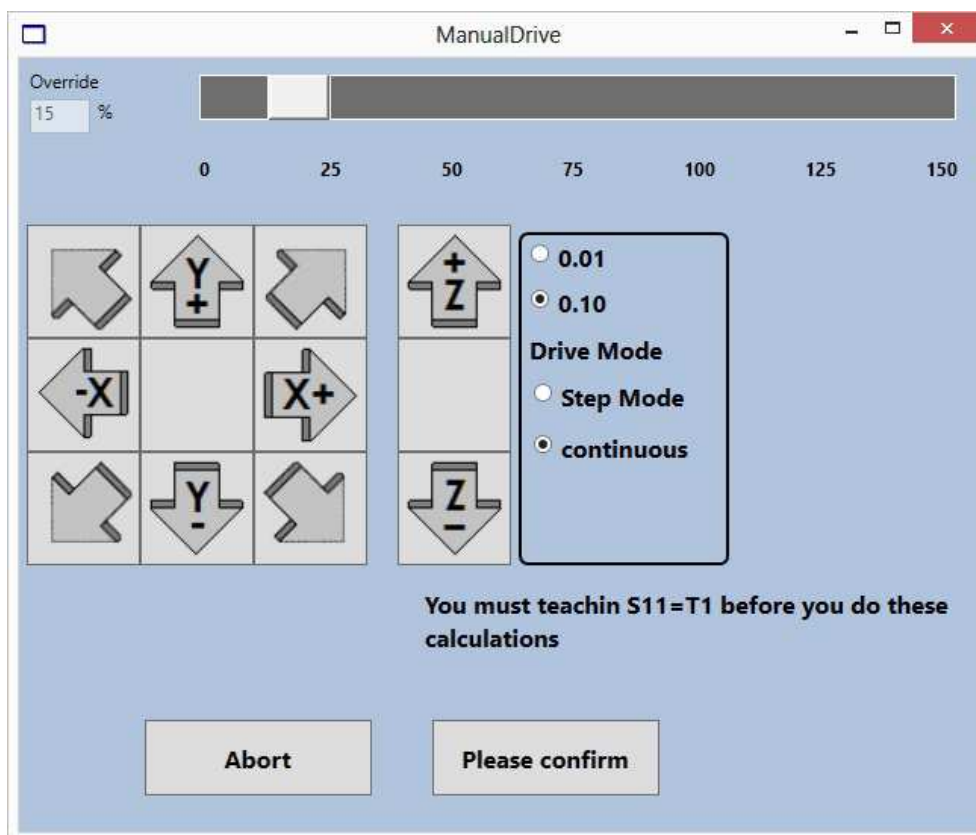 ManualDrive
Override
15 %
0 25 50 75 100 125 150
Y
+
+
Z
0.01
0.10
Drive Mode
-X
X+
Step Mode
continuous
Y
-
Z
-
You must teachin S11=T1 before you do these
calculations
Abort
Please confirm